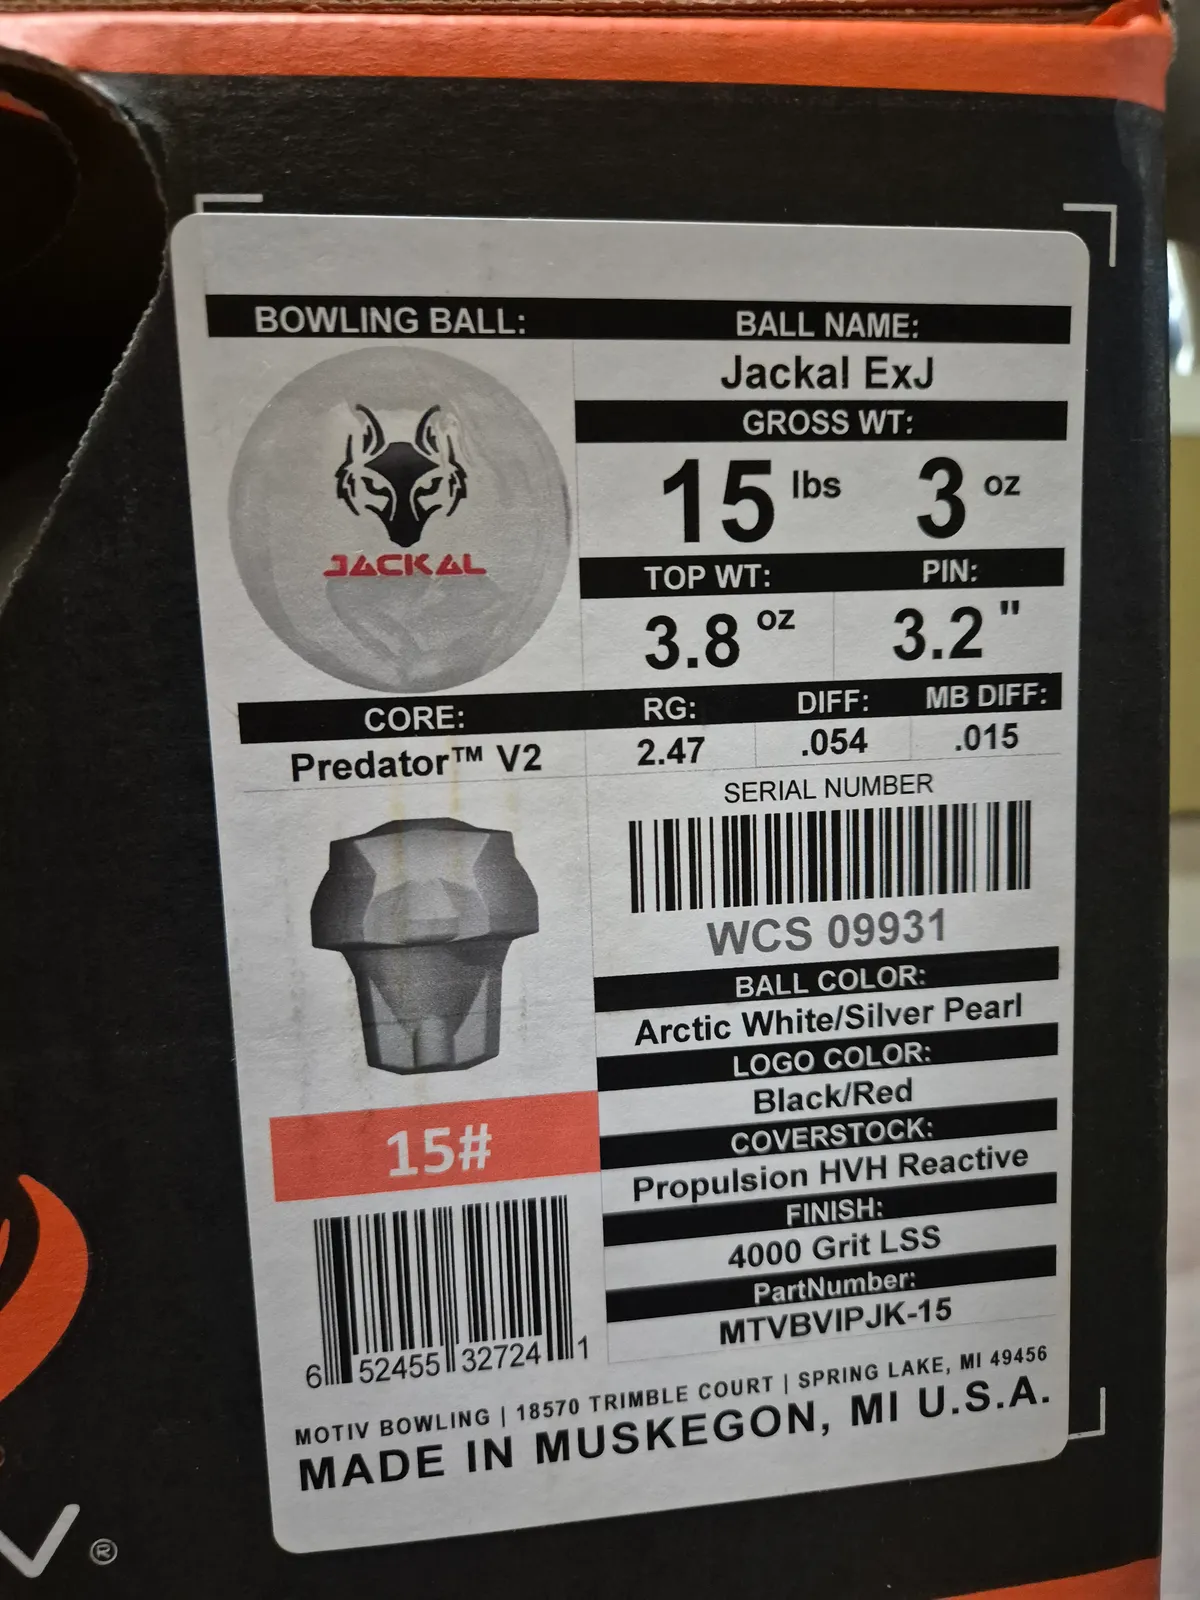 BOWLING BALL:
BALL NAME:
Jackal ExJ
GROSS WT:
15 lbs 3 oz
TOP WT: PIN:
3.8 oz 3.2 "
JACKAL
CORE: RG: DIFF: MB DIFF:
Predator™ V2 2.47 .054 .015
SERIAL NUMBER
WCS 09931
BALL COLOR:
Arctic White/Silver Pearl
LOGO COLOR:
Black/Red
COVERSTOCK:
Propulsion HVH Reactive
FINISH:
4000 Grit LSS
PartNumber:
MTVBVIPJK-15
15#
6 52455 32724 1
MOTIV BOWLING | 18570 TRIMBLE COURT | SPRING LAKE, MI 49456
MADE IN MUSKEGON, MI U.S.A.
V®